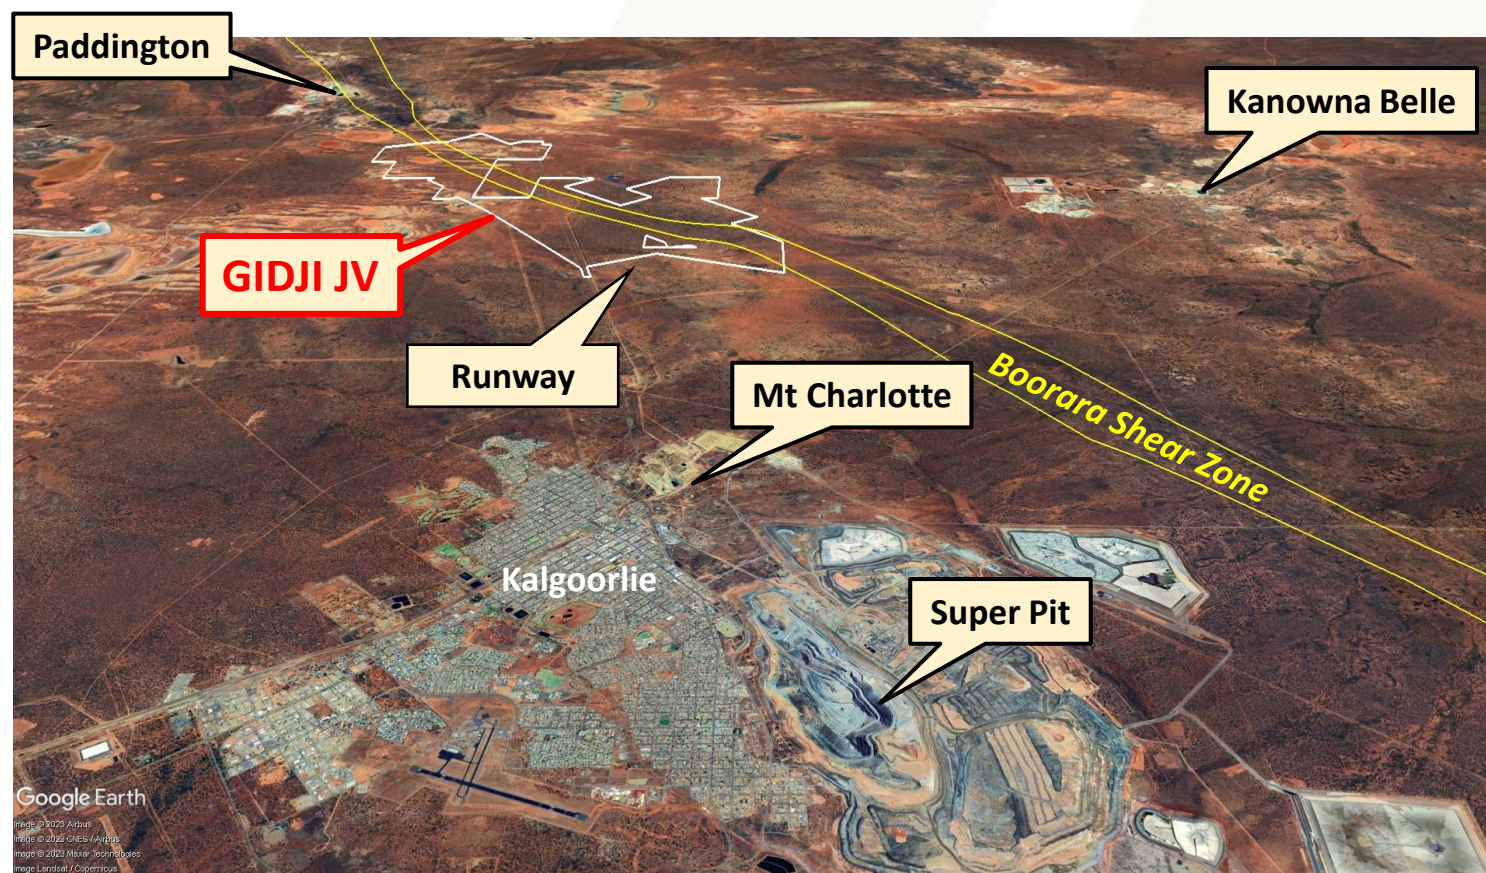 Paddington
Kanowna Belle
GIDJI JV
Runway
Mt Charlotte
Boorara Shear Zone
Kalgoorlie
Super Pit
Google Earth
Image © 2023 Airbus
Image © 2023 CNES / Airbus
Image © 2023 Maxar Technologies
Image Landsat / Copernicus